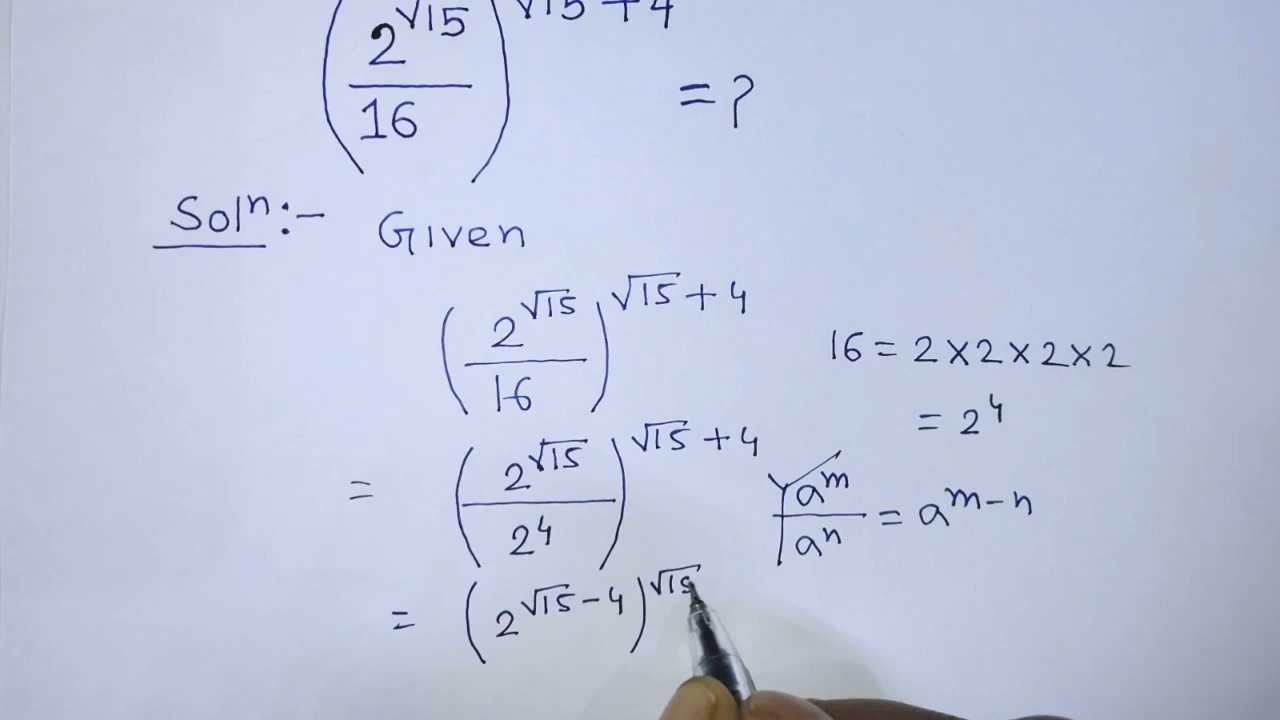 (2^√15/16)^√15+4 = ?
Solⁿ:- Given
(2^√15/16)^√15+4
16 = 2×2×2×2
= 2^4
= (2^√15/2^4)^√15+4
a^m/a^n = a^m-n
= (2^√15-4)^√15